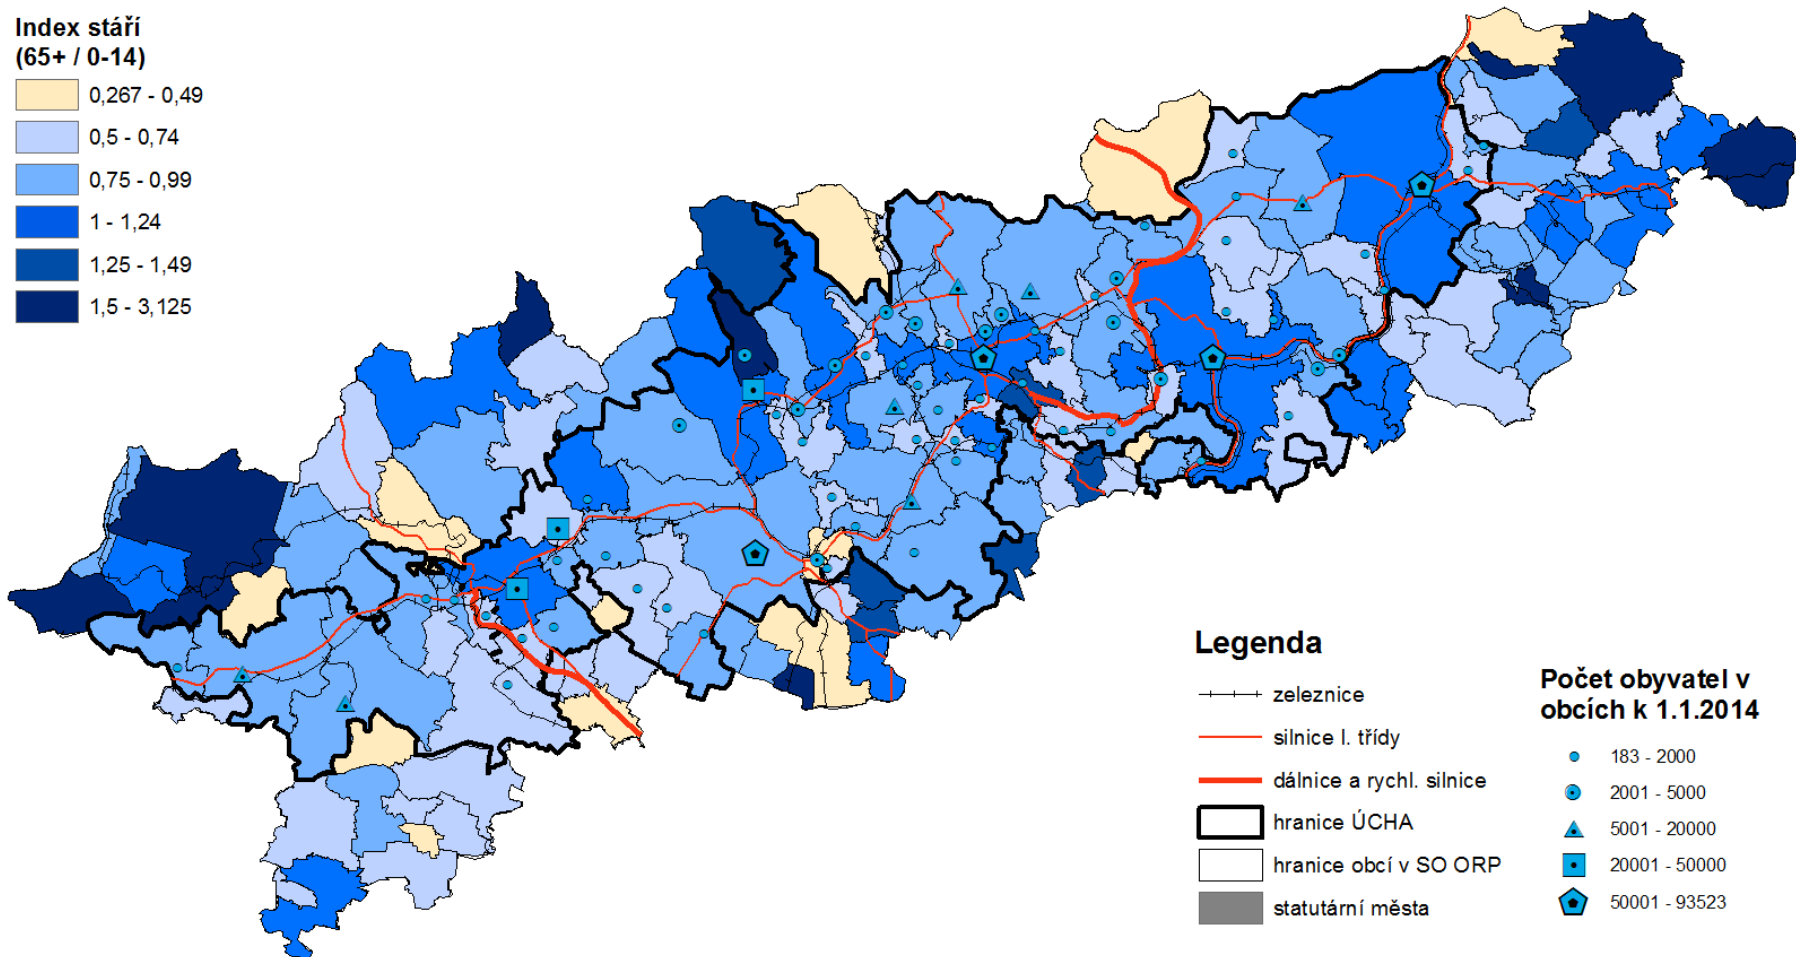 Index stáří
(65+ / 0-14)
0,267 - 0,49
0,5 - 0,74
0,75 - 0,99
1 - 1,24
1,25 - 1,49
1,5 - 3,125
Legenda
zeleznice
silnice I. třídy
dálnice a rychl. silnice
hranice ÚCHA
hranice obcí v SO ORP
statutární města
Počet obyvatel v
obcích k 1.1.2014
183 - 2000
2001 - 5000
5001 - 20000
20001 - 50000
50001 - 93523